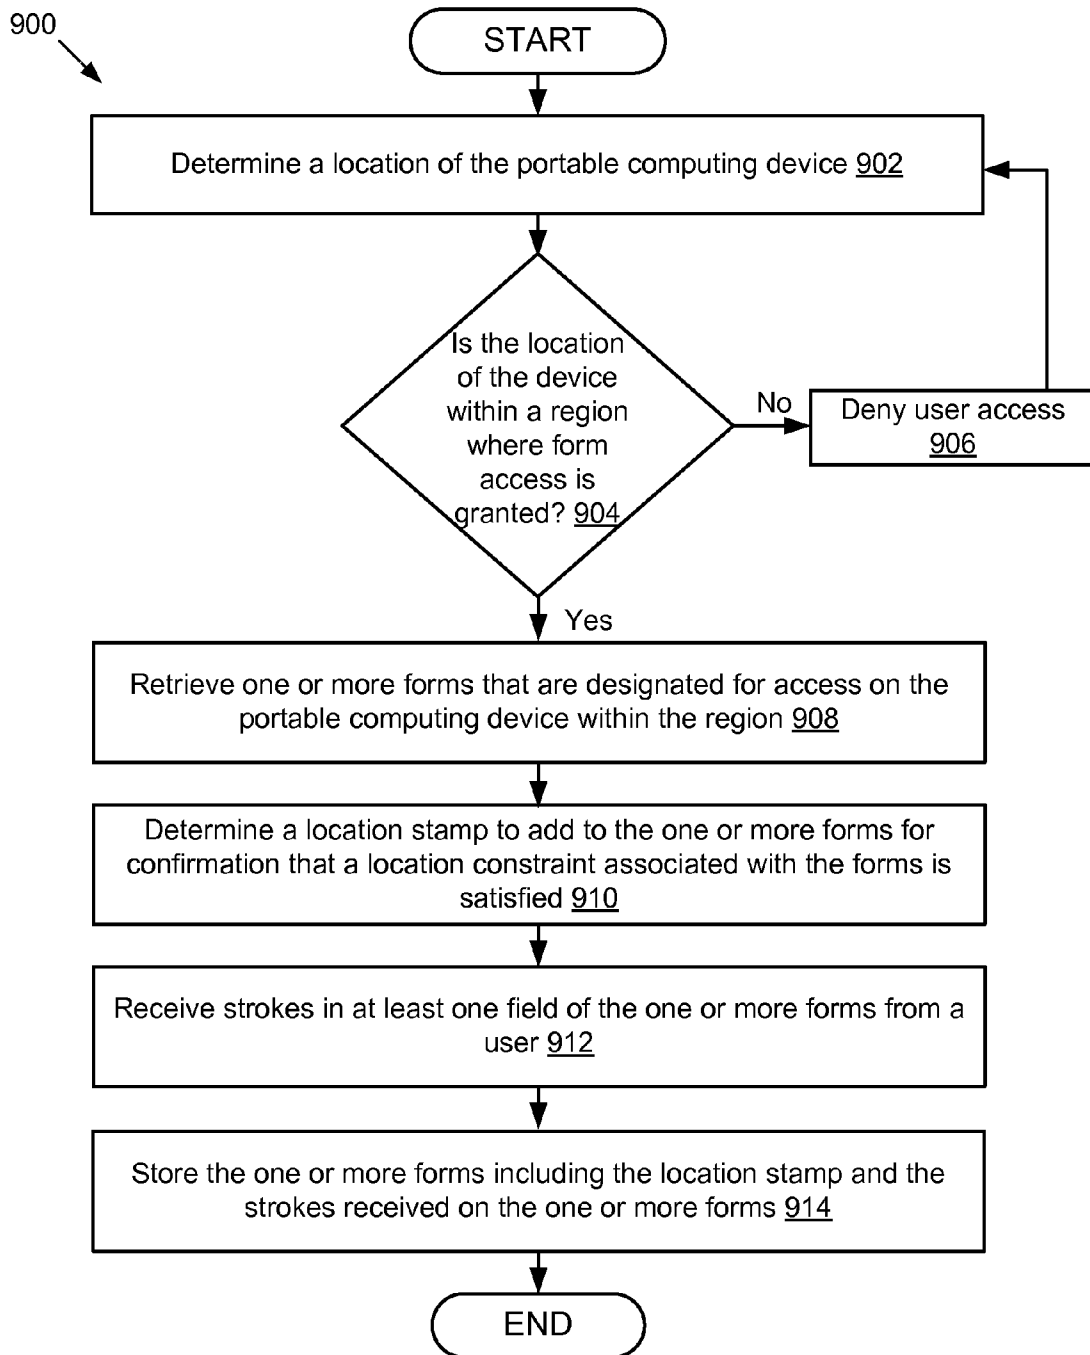 900
START
Determine a location of the portable computing device 902
Is the location
of the device
within a region
where form
access is
granted? 904
No
Deny user access
906
Yes
Retrieve one or more forms that are designated for access on the
portable computing device within the region 908
Determine a location stamp to add to the one or more forms for
confirmation that a location constraint associated with the forms is
satisfied 910
Receive strokes in at least one field of the one or more forms from a
user 912
Store the one or more forms including the location stamp and the
strokes received on the one or more forms 914
END